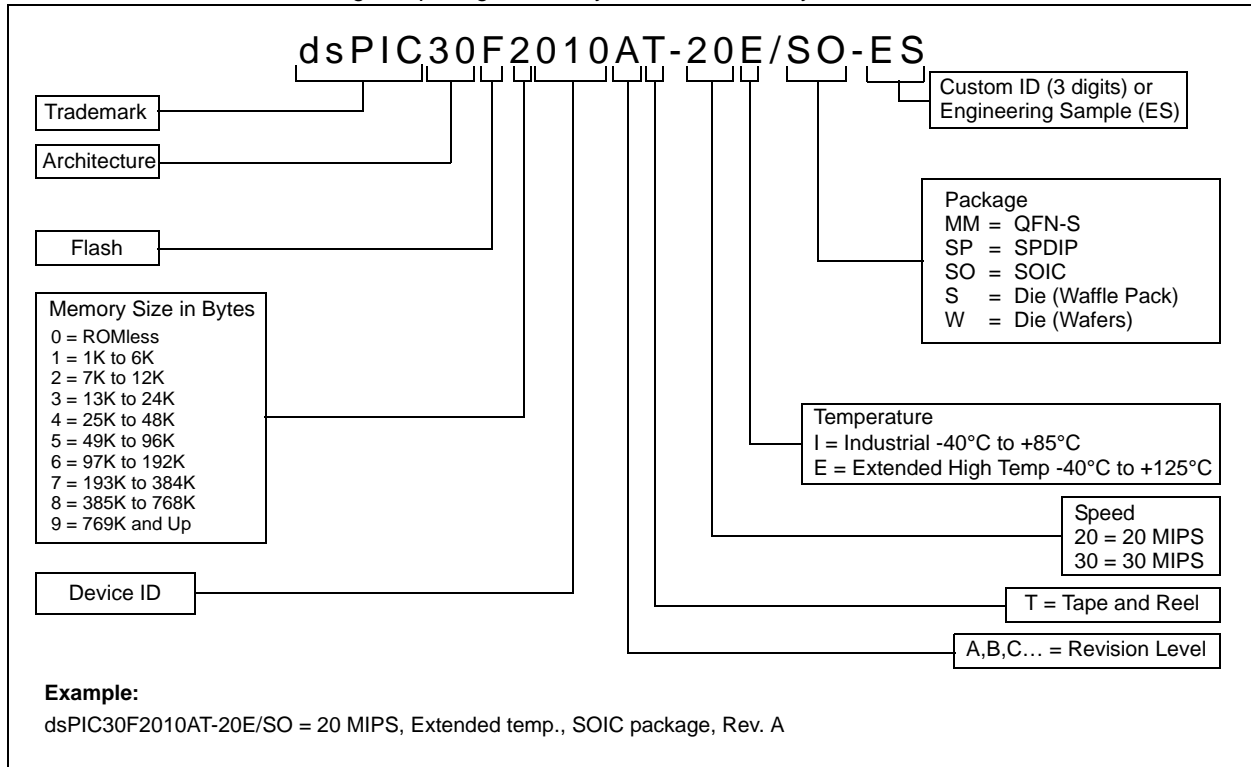 dsPIC30F2010AT-20E/SO-ES
Trademark
Architecture
Flash
Memory Size in Bytes
0 = ROMless
1 = 1K to 6K
2 = 7K to 12K
3 = 13K to 24K
4 = 25K to 48K
5 = 49K to 96K
6 = 97K to 192K
7 = 193K to 384K
8 = 385K to 768K
9 = 769K and Up
Device ID
Custom ID (3 digits) or
Engineering Sample (ES)
Package
MM = QFN-S
SP = SPDIP
SO = SOIC
S = Die (Waffle Pack)
W = Die (Wafers)
Temperature
I = Industrial -40°C to +85°C
E = Extended High Temp -40°C to +125°C
Speed
20 = 20 MIPS
30 = 30 MIPS
T = Tape and Reel
A,B,C… = Revision Level
Example:
dsPIC30F2010AT-20E/SO = 20 MIPS, Extended temp., SOIC package, Rev. A